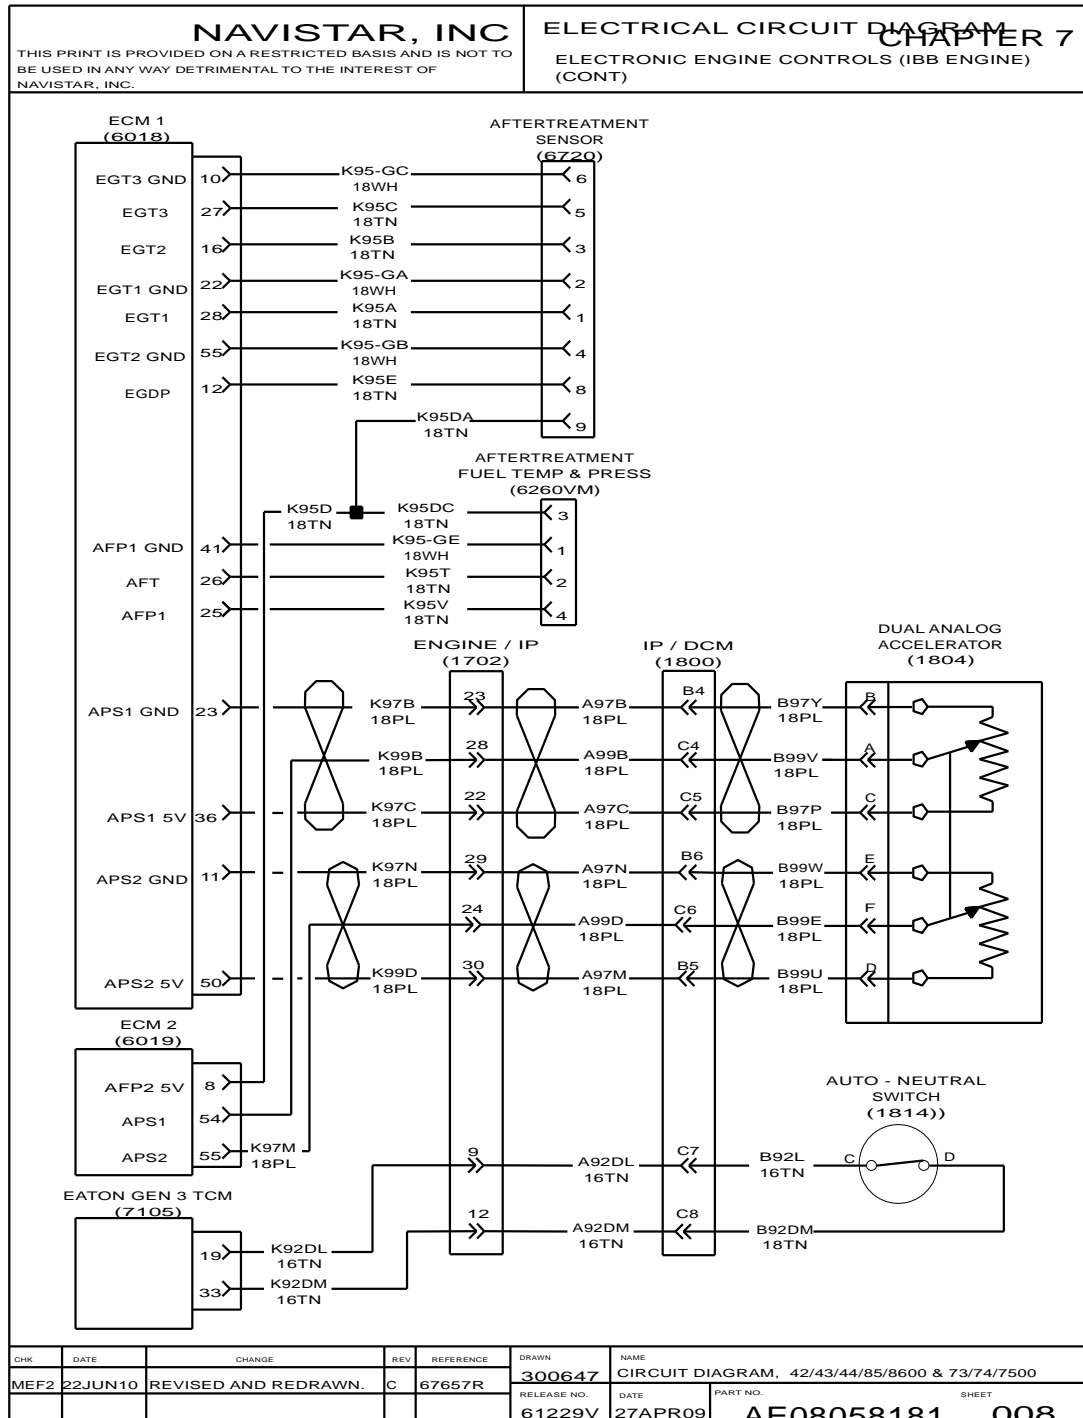 NAVISTAR, INC
THIS PRINT IS PROVIDED ON A RESTRICTED BASIS AND IS NOT TO
BE USED IN ANY WAY DETRIMENTAL TO THE INTEREST OF
NAVISTAR, INC.
ELECTRICAL CIRCUIT DIAGRAM
CHAPTER 7
ELECTRONIC ENGINE CONTROLS (IBB ENGINE)
(CONT)
ECM 1
(6018)
AFTERTREATMENT
SENSOR
(6720)
EGT3 GND 10 K95-GC 6
18WH
EGT3 27 K95C 5
18TN
EGT2 16 K95B 3
18TN
EGT1 GND 22 K95-GA 2
18WH
EGT1 28 K95A 1
18TN
EGT2 GND 55 K95-GB 4
18WH
EGDP 12 K95E 8
18TN
K95DA 9
18TN
AFTERTREATMENT
FUEL TEMP & PRESS
(6260VM)
K95D K95DC 3
18TN 18TN
AFP1 GND 41 K95-GE 1
18WH
AFT 26 K95T 2
18TN
AFP1 25 K95V 4
18TN
ENGINE / IP
(1702)
IP / DCM
(1800)
DUAL ANALOG
ACCELERATOR
(1804)
APS1 GND 23 K97B 23 A97B B4 B97Y B
18PL 18PL 18PL
K99B 28 A99B C4 B99V A
18PL 18PL 18PL
APS1 5V 36 K97C 22 A97C C5 B97P C
18PL 18PL 18PL
APS2 GND 11 K97N 29 A97N B6 B99W E
18PL 18PL 18PL
24 A99D C6 B99E F
18PL 18PL
APS2 5V 50 K99D 30 A97M B5 B99U D
18PL 18PL 18PL
ECM 2
(6019)
AFP2 5V 8
APS1 54
APS2 55 K97M
18PL
AUTO - NEUTRAL
SWITCH
(1814))
9 A92DL C7 B92L C D
16TN 16TN
EATON GEN 3 TCM
(7105)
12 A92DM C8 B92DM
16TN 18TN
19 K92DL
16TN
33 K92DM
16TN
CHK DATE CHANGE REV REFERENCE
MEF2 22JUN10 REVISED AND REDRAWN. C 67657R
DRAWN NAME
300647 CIRCUIT DIAGRAM, 42/43/44/85/8600 & 73/74/7500
RELEASE NO. DATE PART NO. SHEET
61229V 27APR09 AE08058181 008